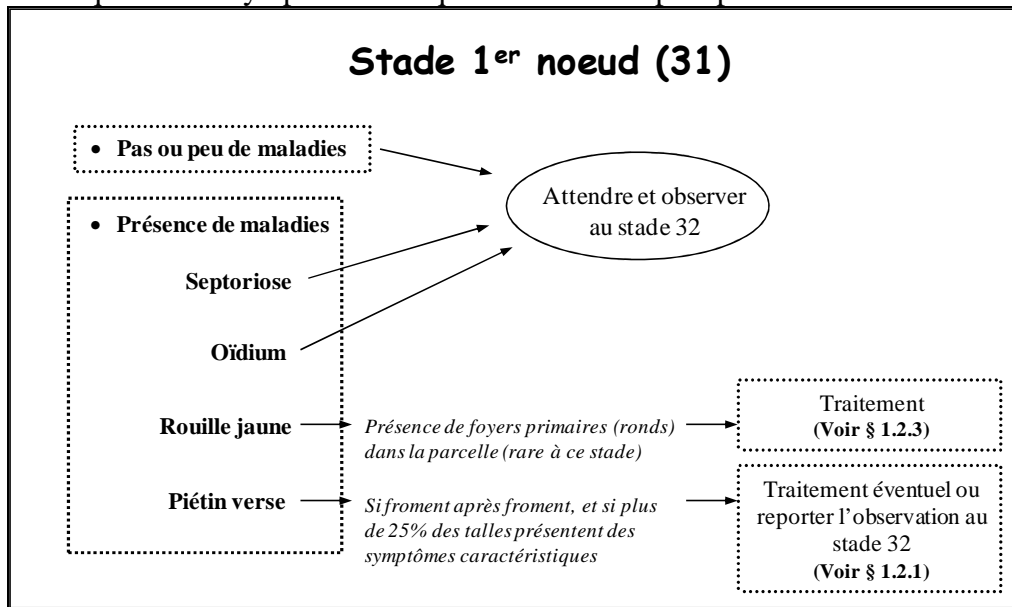 Stade 1er noeud (31)
• Pas ou peu de maladies
Attendre et observer
au stade 32
• Présence de maladies
Septoriose
Oïdium
Rouille jaune
Présence de foyers primaires (ronds)
dans la parcelle (rare à ce stade)
Traitement
(Voir § 1.2.3)
Piétin verse
Si froment après froment, et si plus
de 25% des talles présentent des
symptômes caractéristiques
Traitement éventuel ou
reporter l’observation au
stade 32
(Voir § 1.2.1)